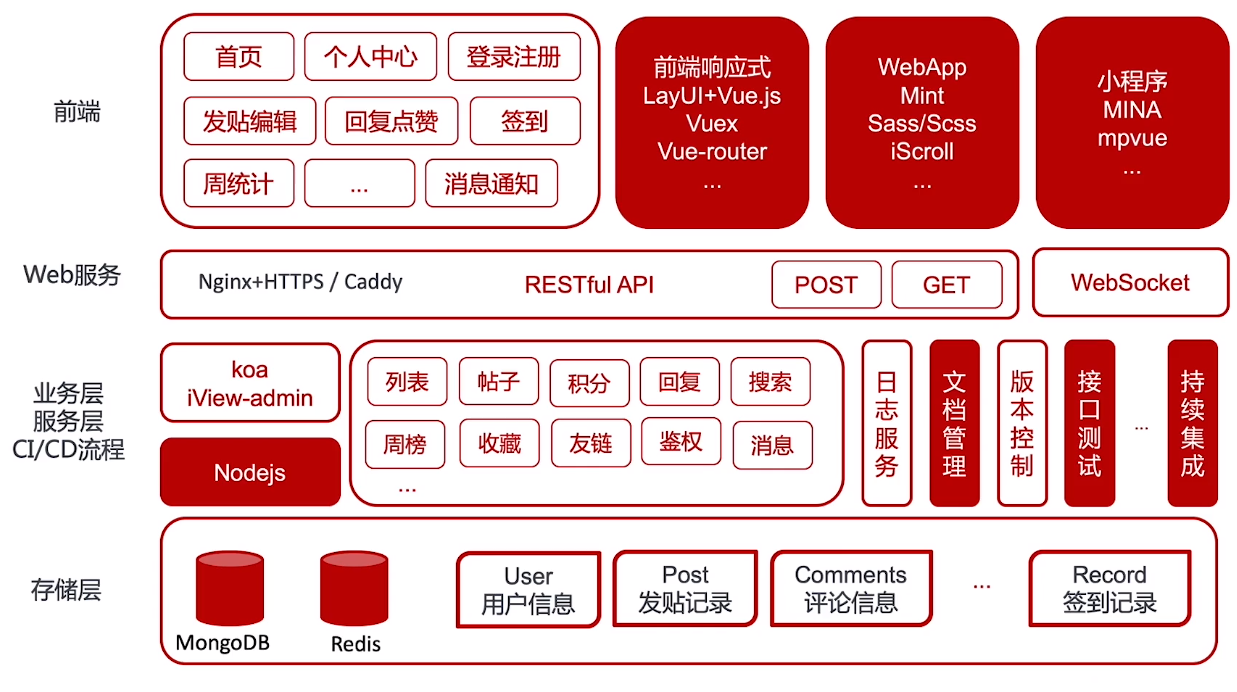 前端
首页
个人中心
登录注册
发贴编辑
回复点赞
签到
周统计
...
消息通知
前端响应式
LayUI+Vue.js
Vuex
Vue-router
...
WebApp
Mint
Sass/Scss
iScroll
...
小程序
MINA
mpvue
...
Web服务
Nginx+HTTPS / Caddy
RESTful API
POST
GET
WebSocket
业务层
服务层
CI/CD流程
koa
iView-admin
Nodejs
列表
帖子
积分
回复
搜索
周榜
收藏
友链
鉴权
消息
...
日志服务
文档管理
版本控制
接口测试
...
持续集成
存储层
MongoDB
Redis
User
用户信息
Post
发贴记录
Comments
评论信息
...
Record
签到记录